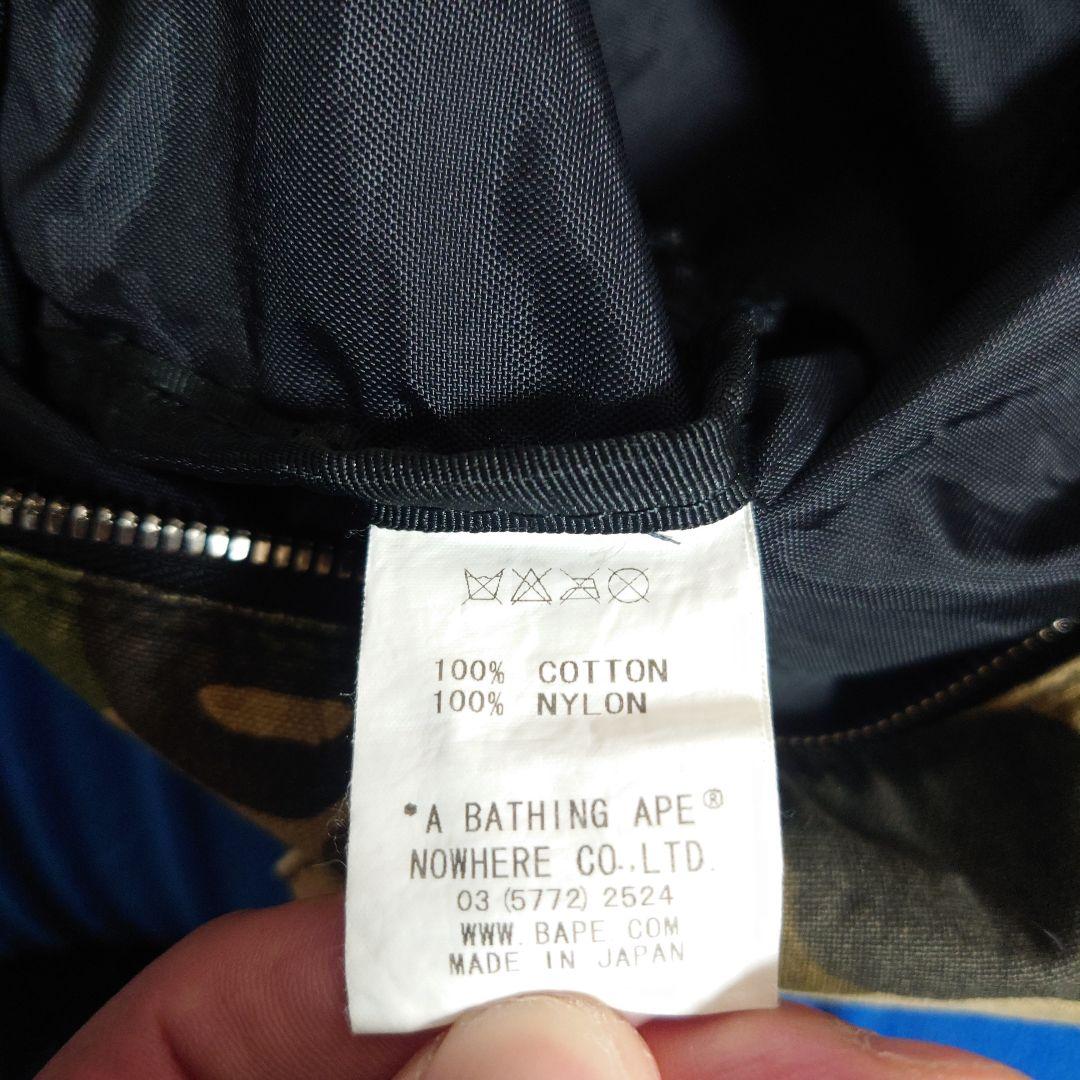 100% COTTON
100% NYLON
*A BATHING APE®
NOWHERE CO.,LTD.
03 (5772) 2524
WWW.BAPE.COM
MADE IN JAPAN